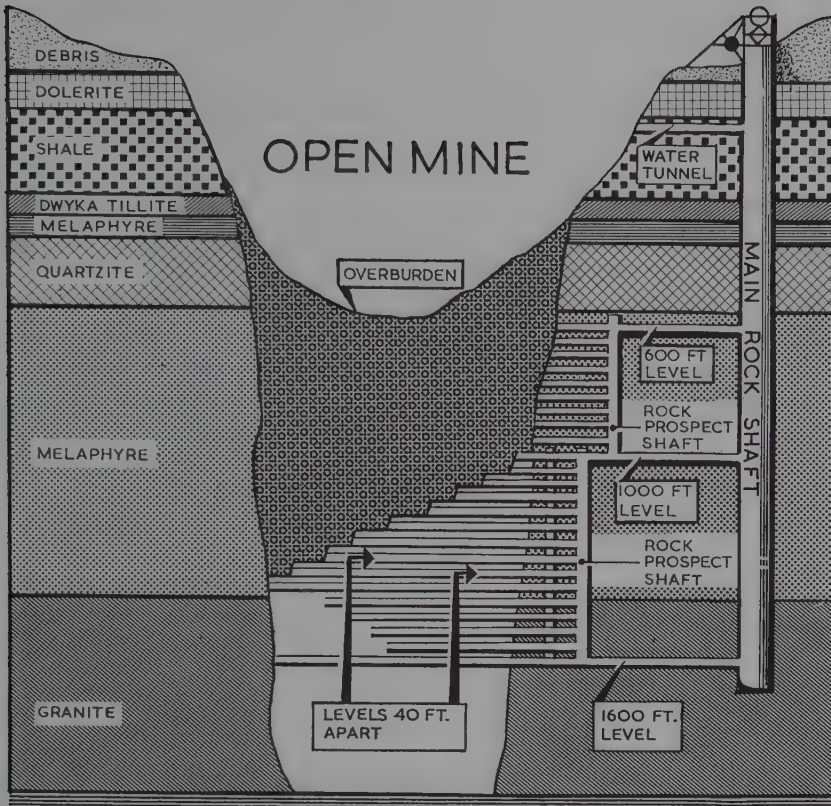 DEBRIS
DOLERITE
SHALE
OPEN MINE
WATER
TUNNEL
DWYKA TILLITE
MELAPHYRE
QUARTZITE
OVERBURDEN
MAIN ROCK SHAFT
600 FT
LEVEL
ROCK
PROSPECT
SHAFT
MELAPHYRE
1000 FT
LEVEL
ROCK
PROSPECT
SHAFT
GRANITE
LEVELS 40 FT.
APART
1600 FT.
LEVEL